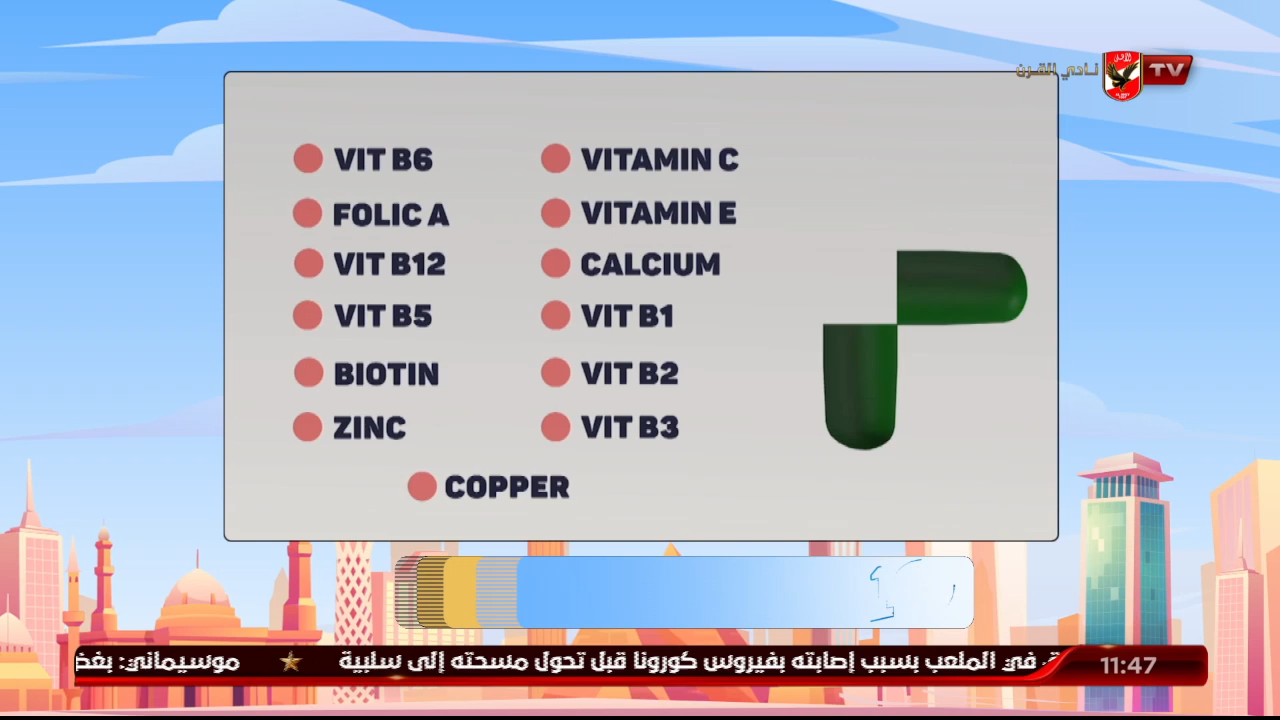 نادي القرن
TV
VIT B6
VITAMIN C
FOLIC A
VITAMIN E
VIT B12
CALCIUM
VIT B5
VIT B1
BIOTIN
VIT B2
ZINC
VIT B3
COPPER
في الملعب بسبب إصابته بفيروس كورونا قبل تحول مسحته إلى سلبية ★ موسيماني:
11:47